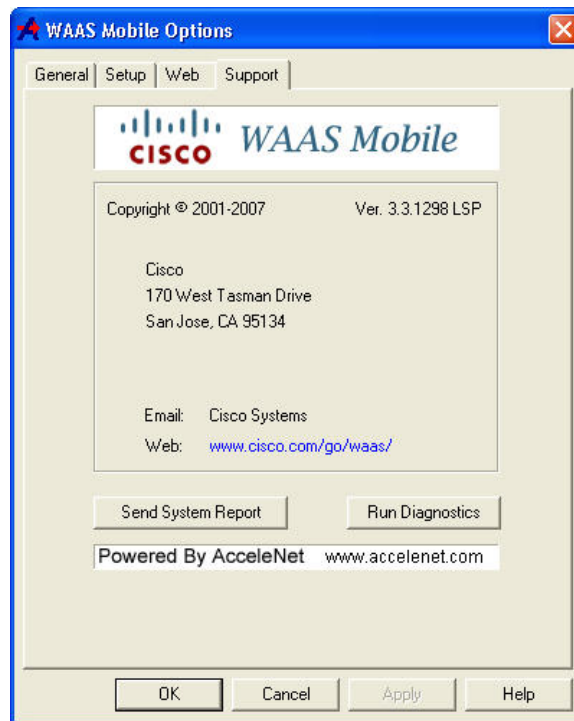 WAAS Mobile Options
General Setup Web Support
CISCO WAAS Mobile
Copyright © 2001-2007 Ver. 3.3.1298 LSP
Cisco
170 West Tasman Drive
San Jose, CA 95134
Email: Cisco Systems
Web: www.cisco.com/go/waas/
Send System Report Run Diagnostics
Powered By AcceleNet www.accelenet.com
OK Cancel Apply Help